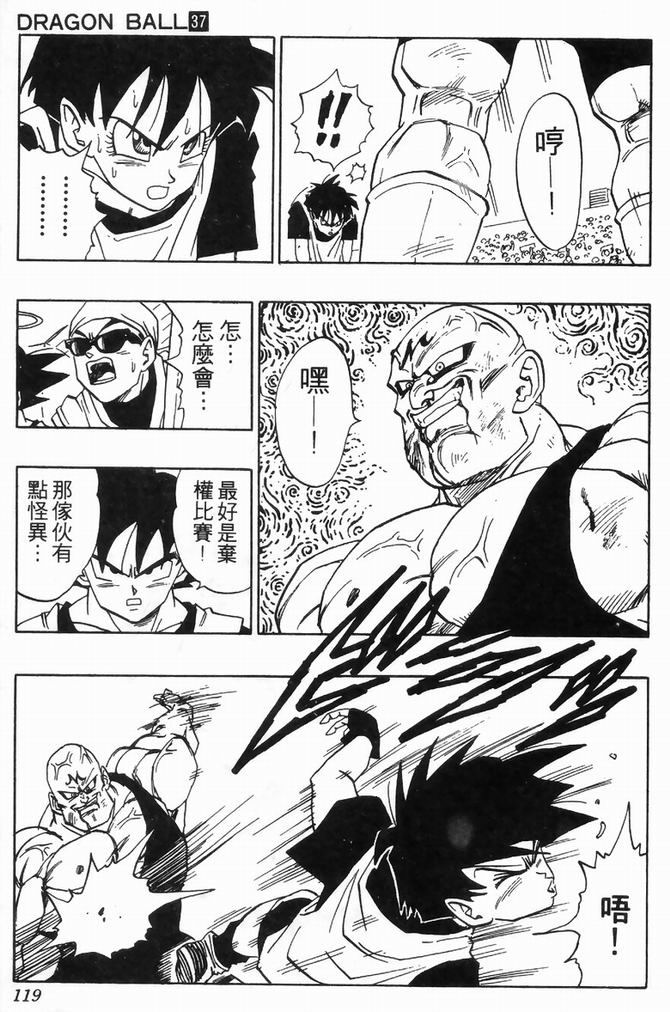 DRAGON BALL 37
哼─！
!!
………
嘿─！
怎…
怎麼會…
最好是棄
權比賽！
那傢伙有
點怪異…
唔！
119